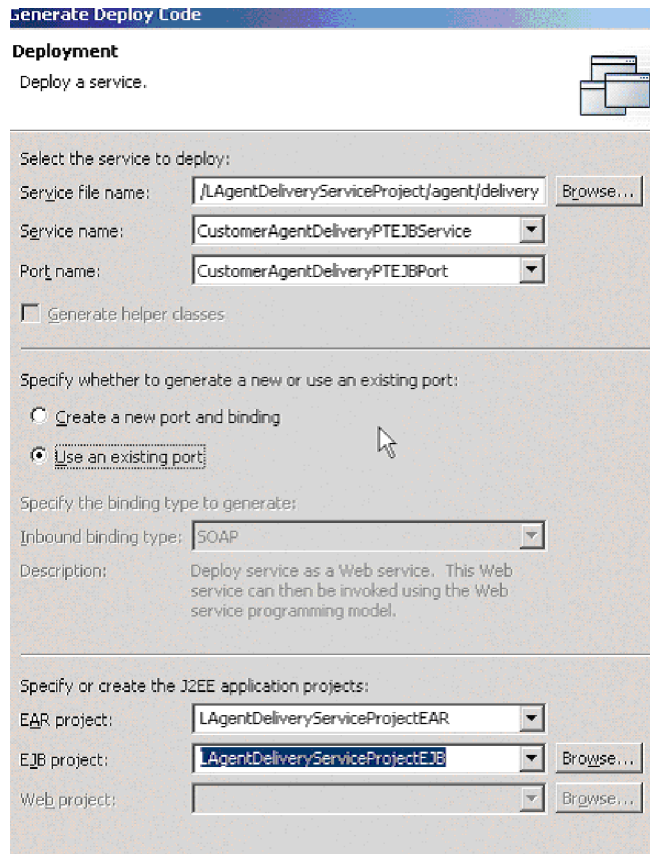 Generate Deploy Code
Deployment
Deploy a service.
Select the service to deploy:
Service file name: /LAgentDeliveryServiceProject/agent/delivery Browse...
Service name: CustomerAgentDeliveryPTEJBService
Port name: CustomerAgentDeliveryPTEJBPort
Generate helper classes
Specify whether to generate a new or use an existing port:
Create a new port and binding
Use an existing port
Specify the binding type to generate:
Inbound binding type: SOAP
Description: Deploy service as a Web service. This Web
service can then be invoked using the Web
service programming model.
Specify or create the J2EE application projects:
EAR project: LAgentDeliveryServiceProjectEAR
EJB project: LAgentDeliveryServiceProjectEJB Browse...
Web project: Browse...